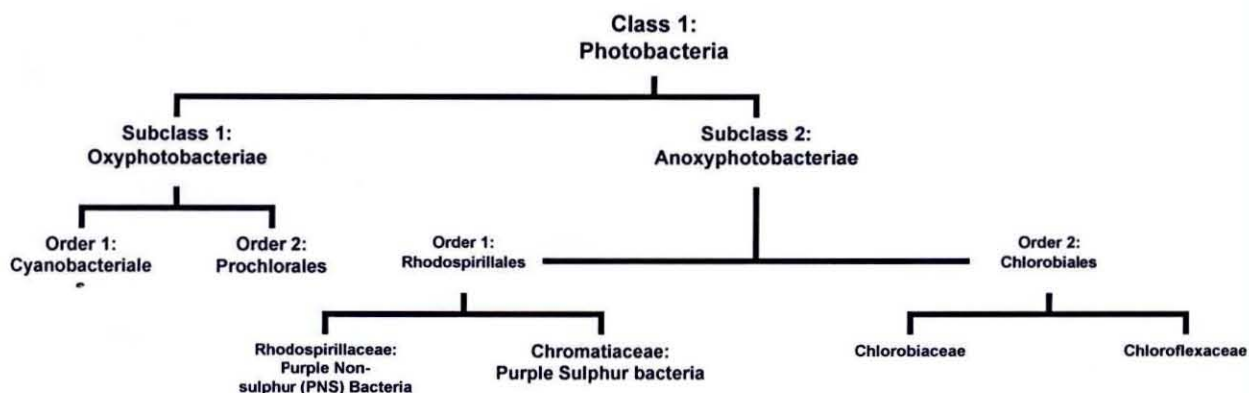 Class 1:
Photobacteria
Subclass 1:
Oxyphotobacteriae
Subclass 2:
Anoxyphotobacteriae
Order 1:
Cyanobacteriale
s
Order 2:
Prochlorales
Order 1:
Rhodospirillales
Order 2:
Chlorobiales
Rhodospirillaceae:
Purple Non-
sulphur (PNS) Bacteria
Chromatiaceae:
Purple Sulphur bacteria
Chlorobiaceae
Chloroflexaceae